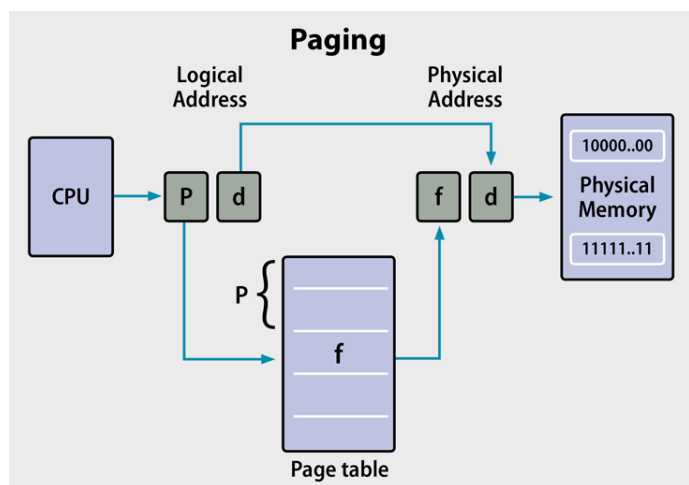 Paging
Logical
Address
Physical
Address
CPU
P
d
f
d
10000..00
Physical
Memory
11111..11
P
f
Page table